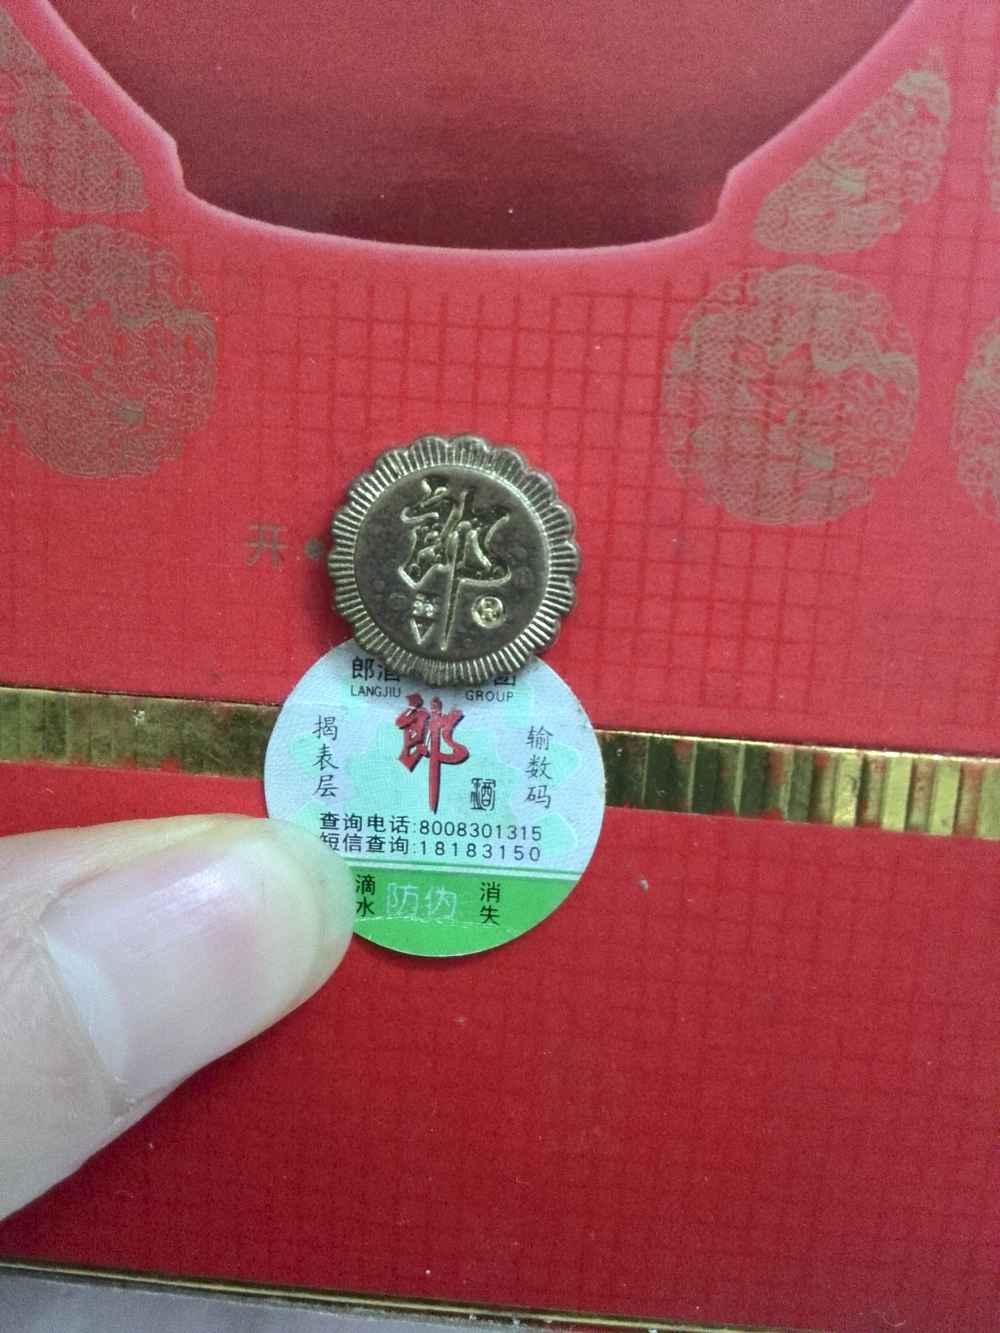 开
郎
郎酒
LANGJIU GROUP
揭表层
郎
酒
输数码
查询电话:8008301315
短信查询:18183150
滴水
防伪
消失